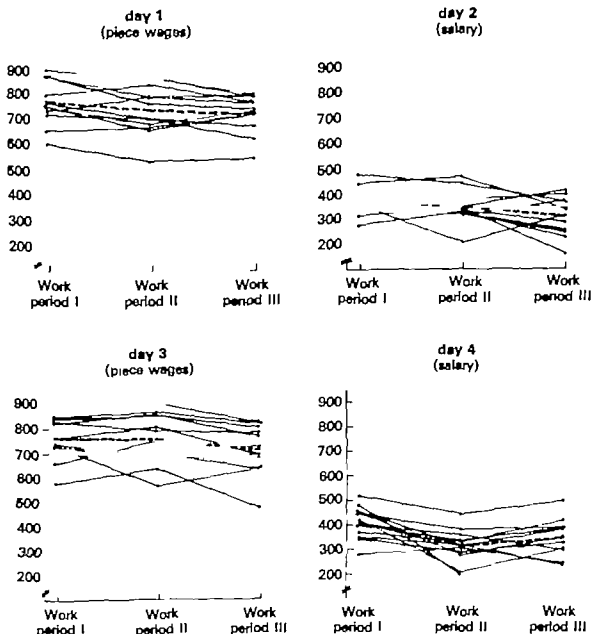 day 1
(piece wages)
900
800
700
600
500
400
300
200
Work
period I
Work
period II
Work
period III
day 2
(salary)
900
800
700
600
500
400
300
200
Work
period I
Work
period II
Work
period III
day 3
(piece wages)
900
800
700
600
500
400
300
200
Work
period I
Work
period II
Work
period III
day 4
(salary)
900
800
700
600
500
400
300
200
Work
period I
Work
period II
Work
period III